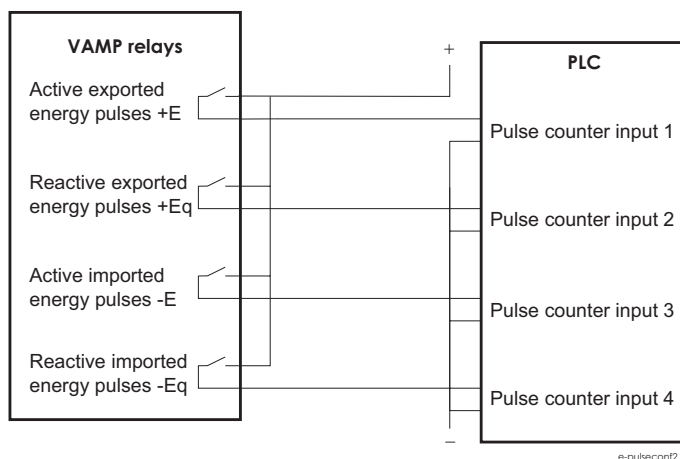 VAMP relays
Active exported
energy pulses +E
Reactive exported
energy pulses +Eq
Active imported
energy pulses -E
Reactive imported
energy pulses -Eq
+
−
PLC
Pulse counter input 1
Pulse counter input 2
Pulse counter input 3
Pulse counter input 4
e-pulseconf2